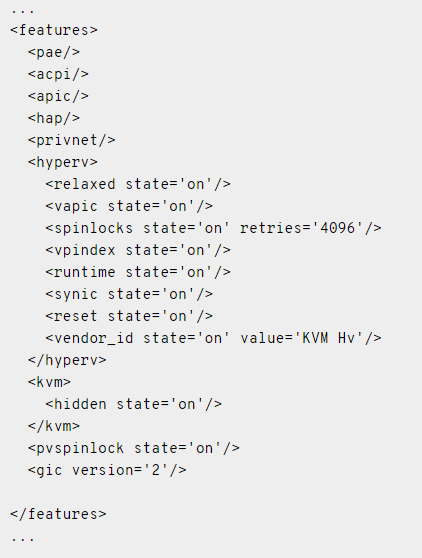 ...
<features>
  <pae/>
  <acpi/>
  <apic/>
  <hap/>
  <privnet/>
  <hyperv>
    <relaxed state='on'/>
    <vapic state='on'/>
    <spinlocks state='on' retries='4096'/>
    <vpindex state='on'/>
    <runtime state='on'/>
    <synic state='on'/>
    <reset state='on'/>
    <vendor_id state='on' value='KVM Hv'/>
  </hyperv>
  <kvm>
    <hidden state='on'/>
  </kvm>
  <pvspinlock state='on'/>
  <gic version='2'/>

</features>
...